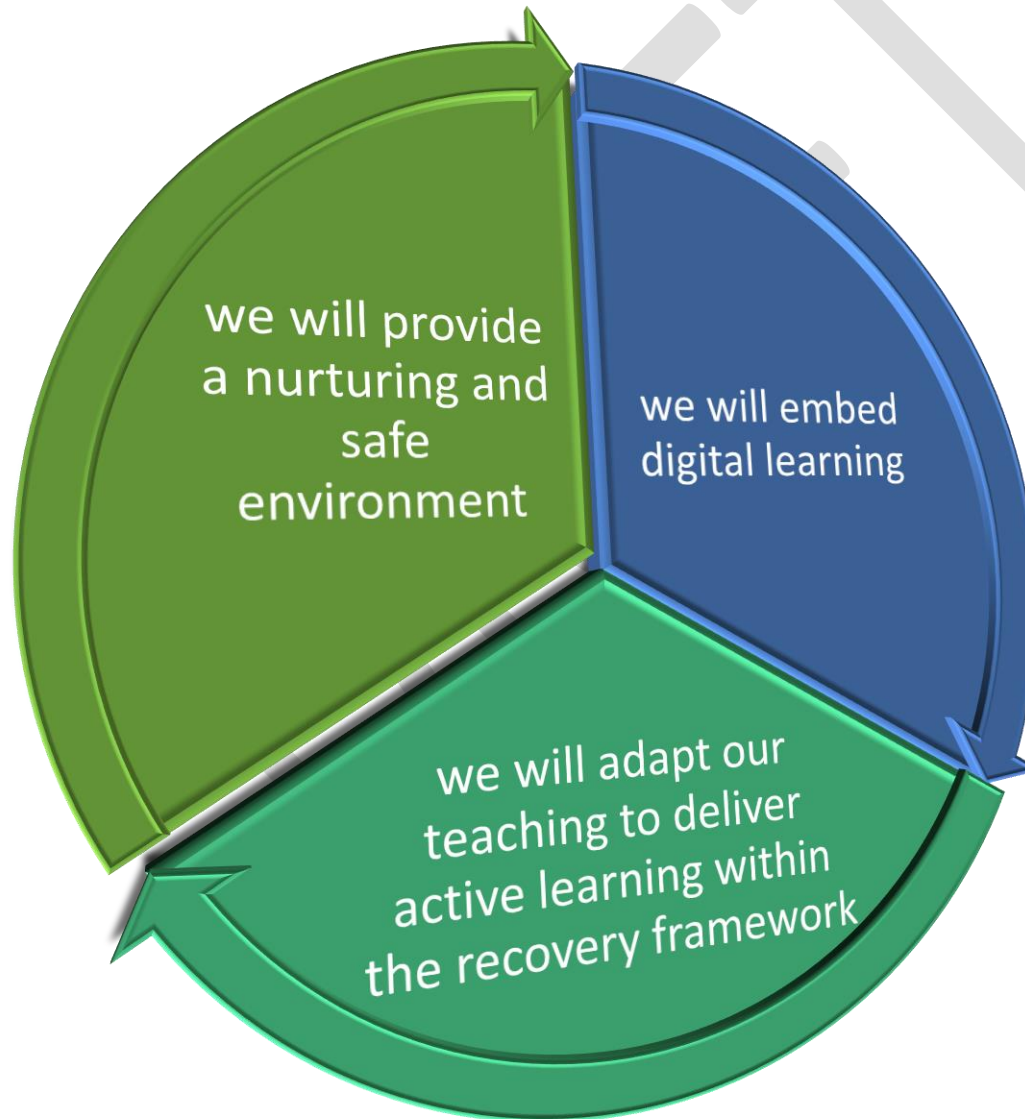 we will provide
a nurturing and
safe
environment
we will embed
digital learning
we will adapt our
teaching to deliver
active learning within
the recovery framework